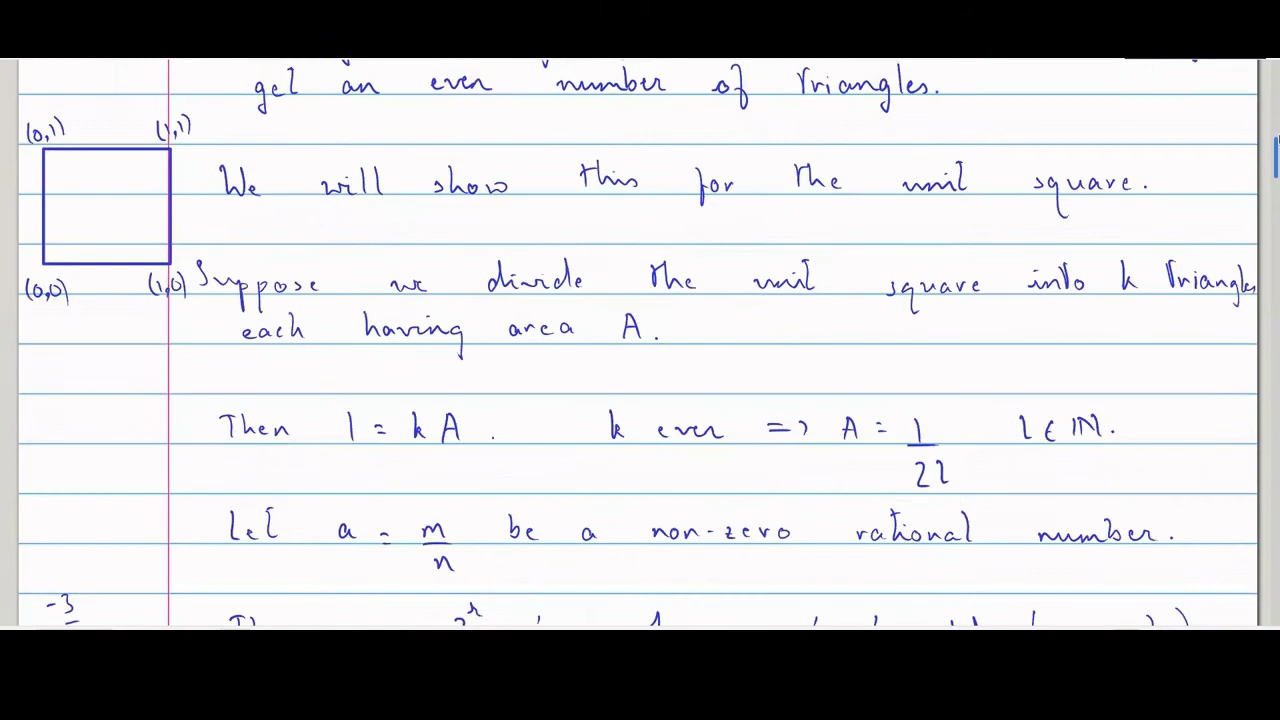 get an even number of triangles.
(0,1) (1,1)
We will show this for the unit square.
(0,0) (1,0) Suppose we divide the unit square into k triangles
each having area A.
Then 1 = kA. k even => A = 1/2l l ∈ ℕ.
Let a = m/n be a non-zero rational number.
-3